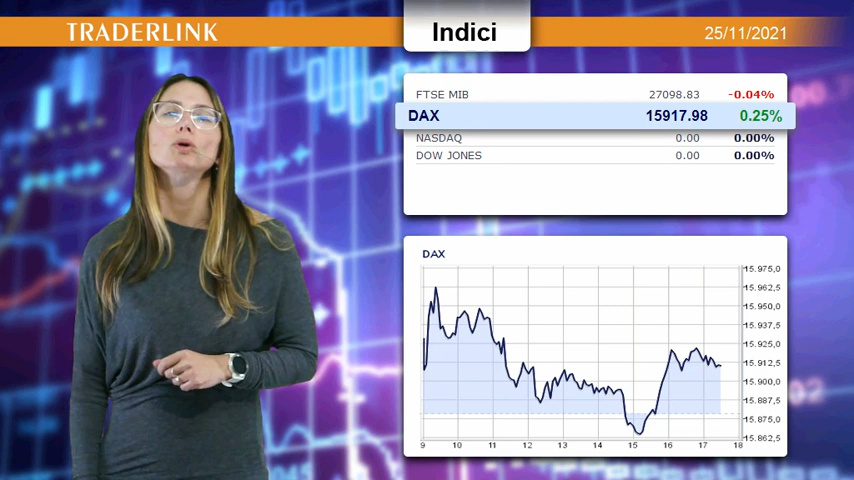 TRADERLINK
Indici
25/11/2021
FTSE MIB 27098.83 -0.04%
DAX 15917.98 0.25%
NASDAQ 0.00 0.00%
DOW JONES 0.00 0.00%
DAX
15.975,0
15.962,5
15.950,0
15.937,5
15.925,0
15.912,5
15.900,0
15.887,5
15.875,0
15.862,5
9 10 11 12 13 14 15 16 17 18